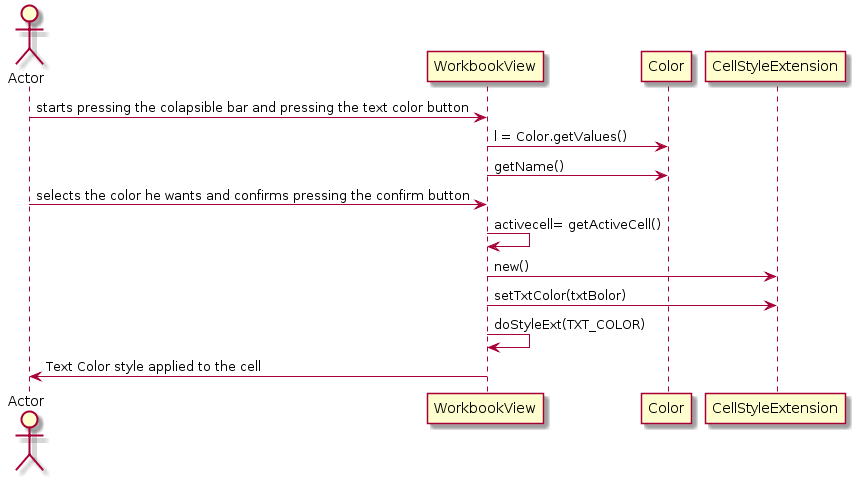 Actor
WorkbookView
Color
CellStyleExtension
starts pressing the colapsible bar and pressing the text color button
l = Color.getValues()
getName()
selects the color he wants and confirms pressing the confirm button
activecell= getActiveCell()
new()
setTxtColor(txtBolor)
doStyleExt(TXT_COLOR)
Text Color style applied to the cell
Actor
WorkbookView
Color
CellStyleExtension